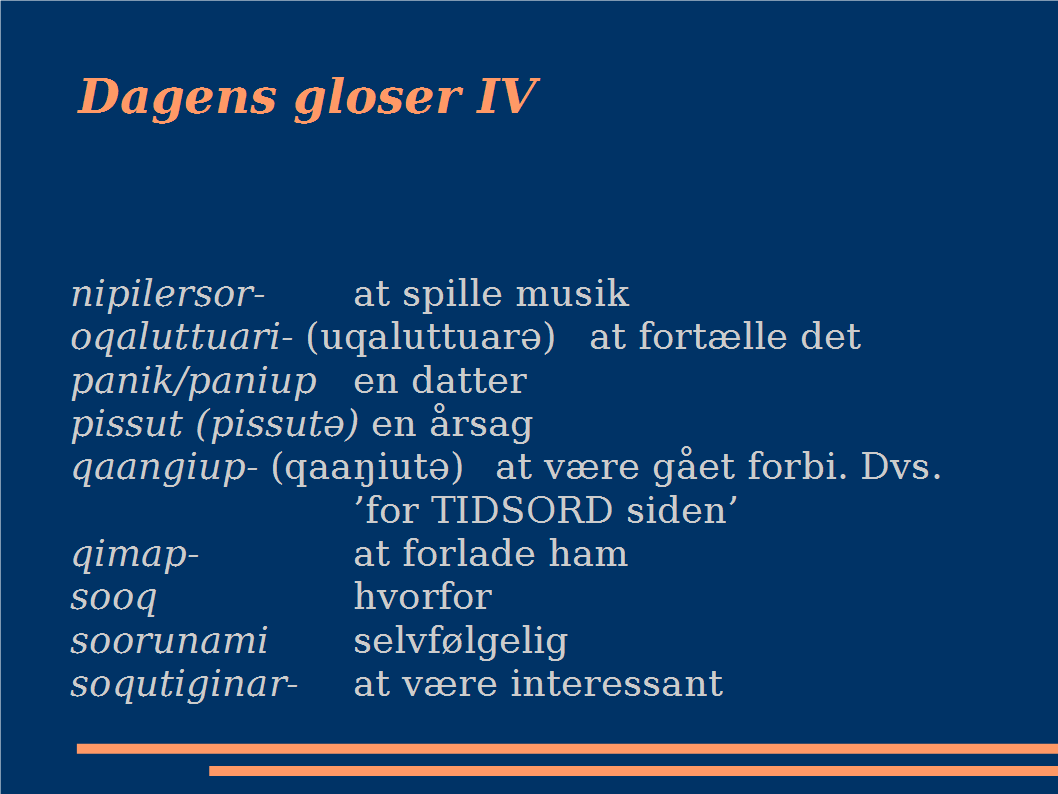 Dagens gloser IV
nipilersor- at spille musik
oqaluttuari- (uqaluttuarə) at fortælle det
panik/paniup en datter
pissut (pissutə) en årsag
qaangiup- (qaaŋiutə) at være gået forbi. Dvs.
’for TIDSORD siden’
qimap- at forlade ham
sooq hvorfor
soorunami selvfølgelig
soqutiginar- at være interessant